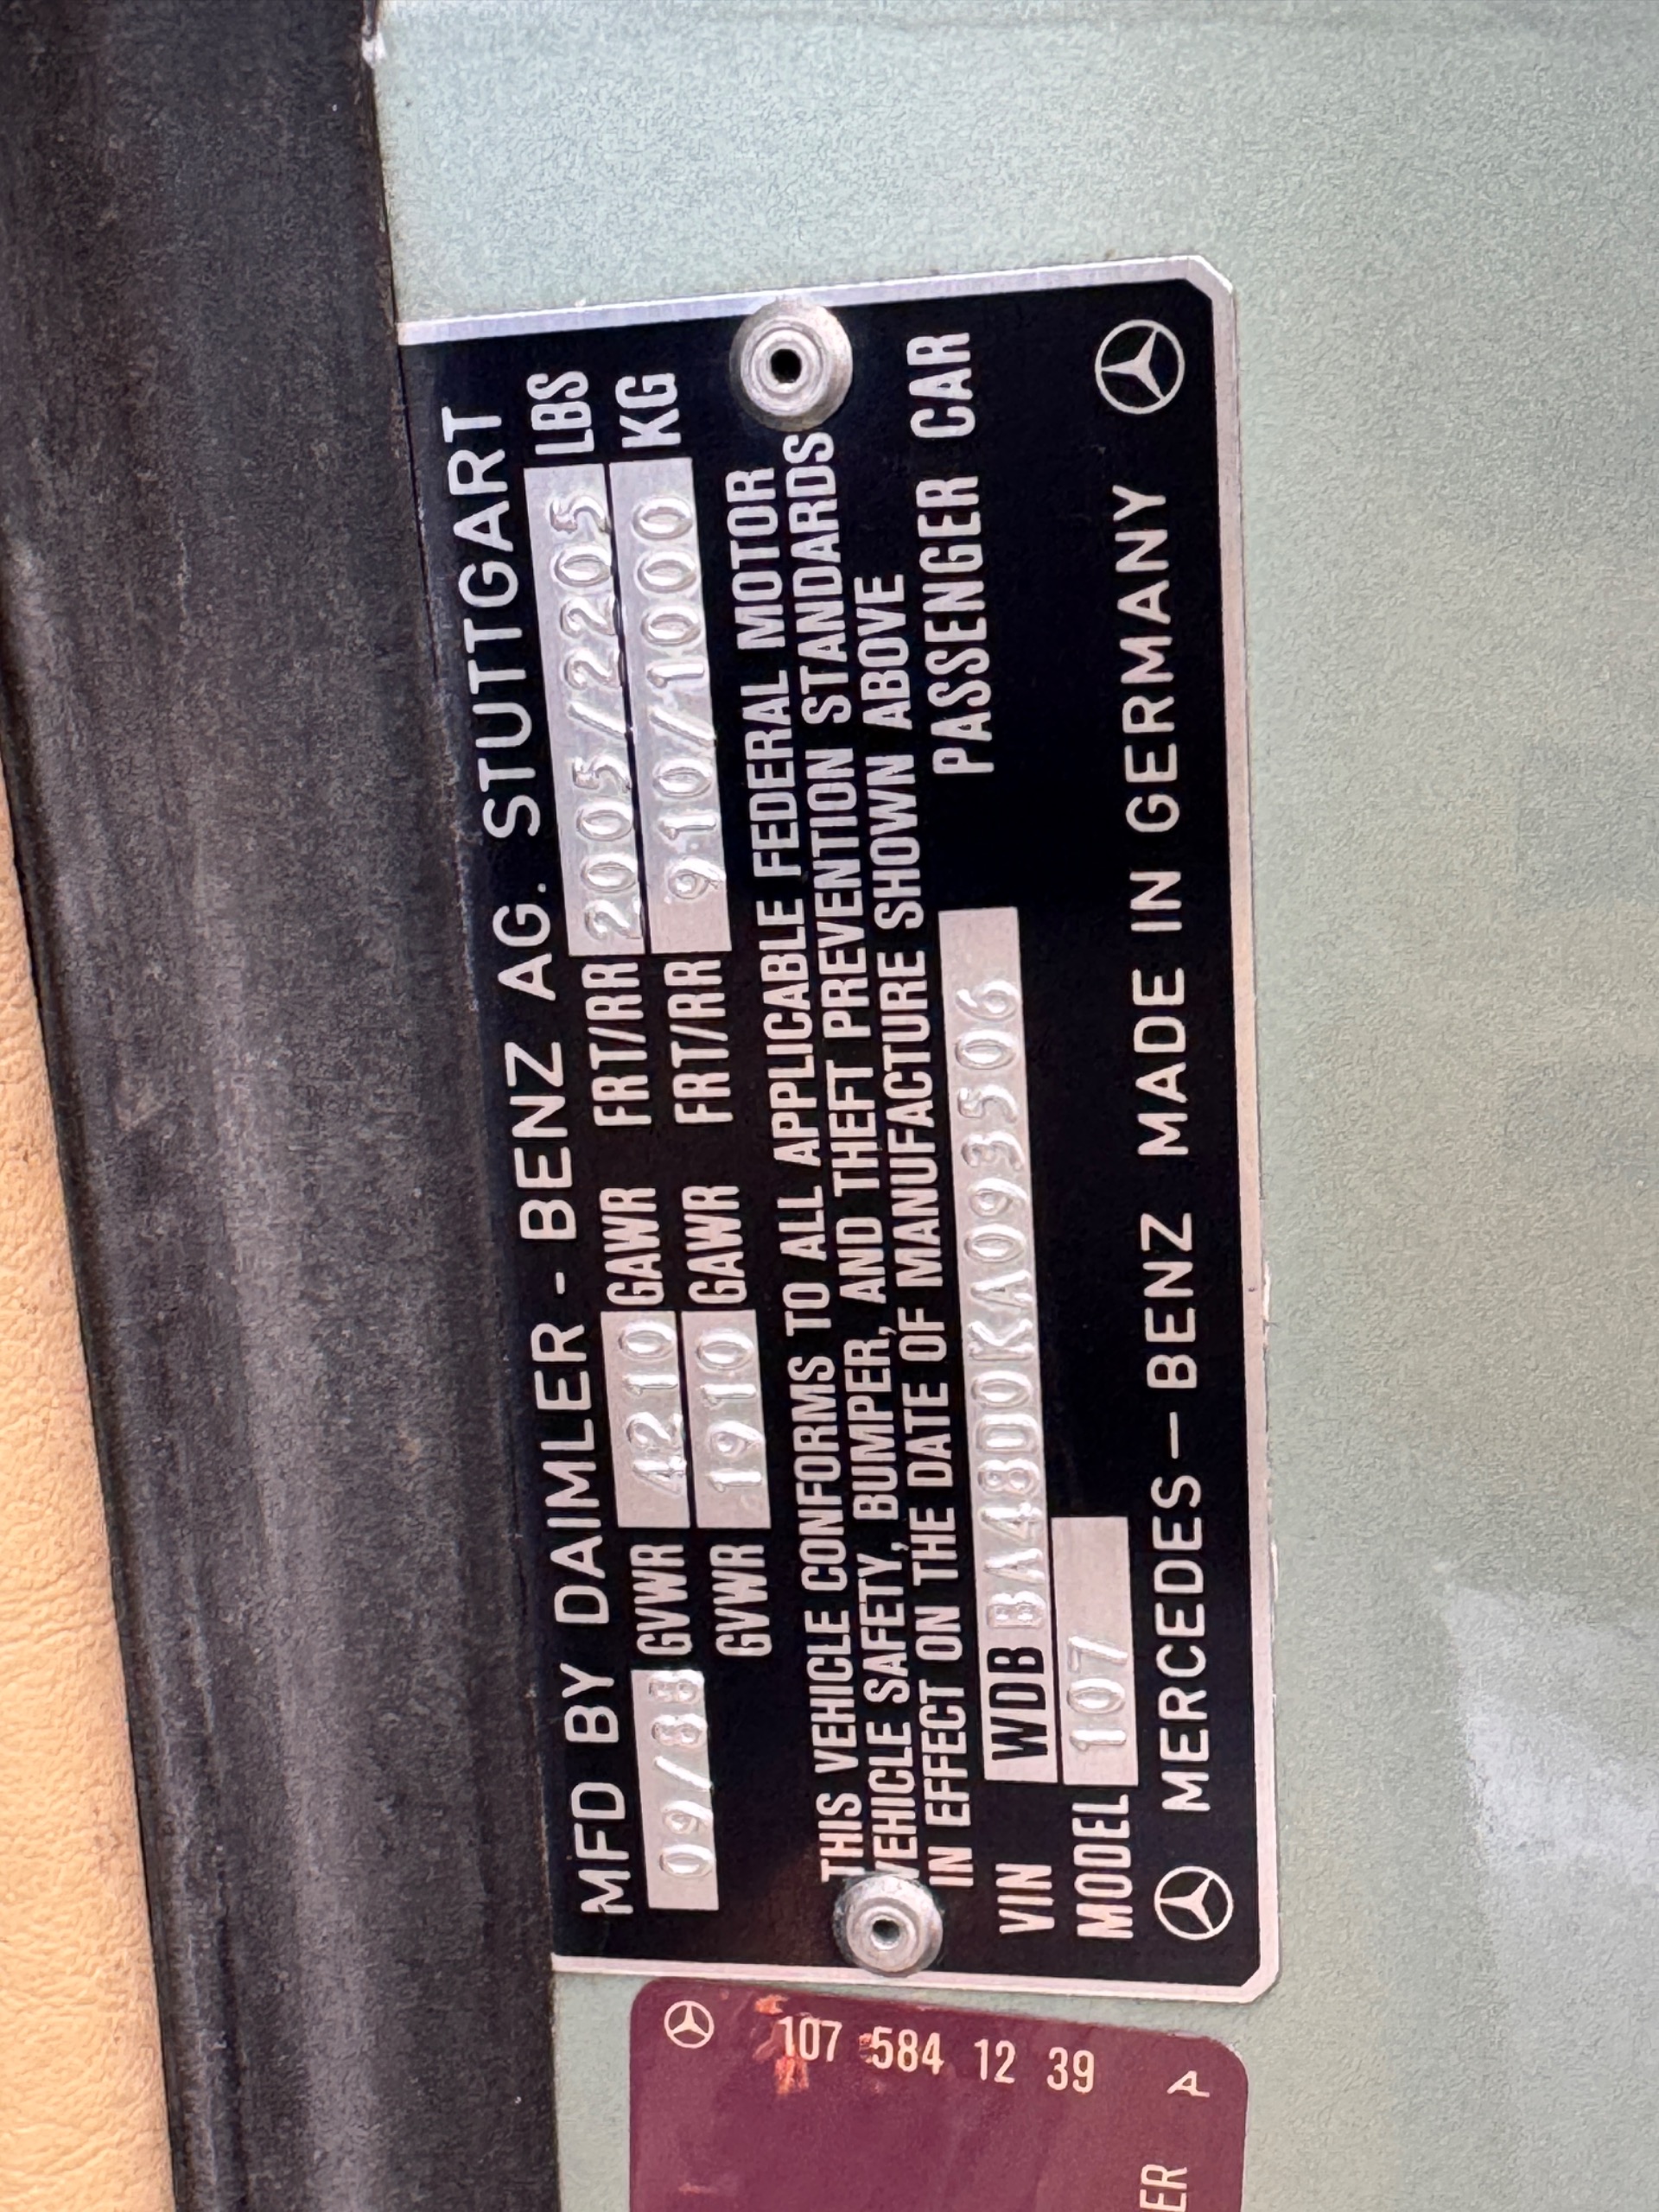 MFD BY DAIMLER - BENZ AG. STUTTGART
09/88 GVWR 4210 GAWR FRT/RR 2005/2205 LBS
GVWR 1910 GAWR FRT/RR 910/1000 KG
THIS VEHICLE CONFORMS TO ALL APPLICABLE FEDERAL MOTOR
VEHICLE SAFETY, BUMPER, AND THEFT PREVENTION STANDARDS
IN EFFECT ON THE DATE OF MANUFACTURE SHOWN ABOVE
VIN WDB BA48D0KA093506 PASSENGER CAR
MODEL 107
MERCEDES-BENZ MADE IN GERMANY
107 584 12 39 A